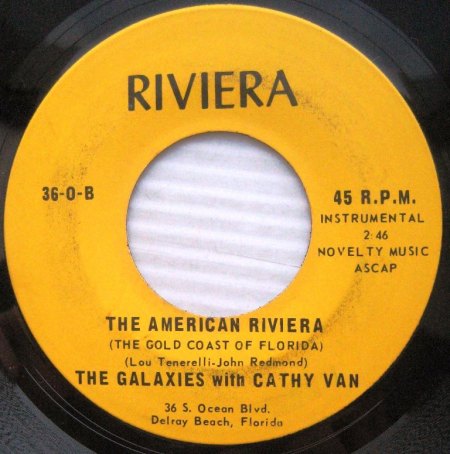 RIVIERA
36-0-B
45 R.P.M.
INSTRUMENTAL
2:46
NOVELTY MUSIC
ASCAP
THE AMERICAN RIVIERA
(THE GOLD COAST OF FLORIDA)
(Lou Tenerelli-John Redmond)
THE GALAXIES with CATHY VAN
36 S. Ocean Blvd.
Delray Beach, Florida